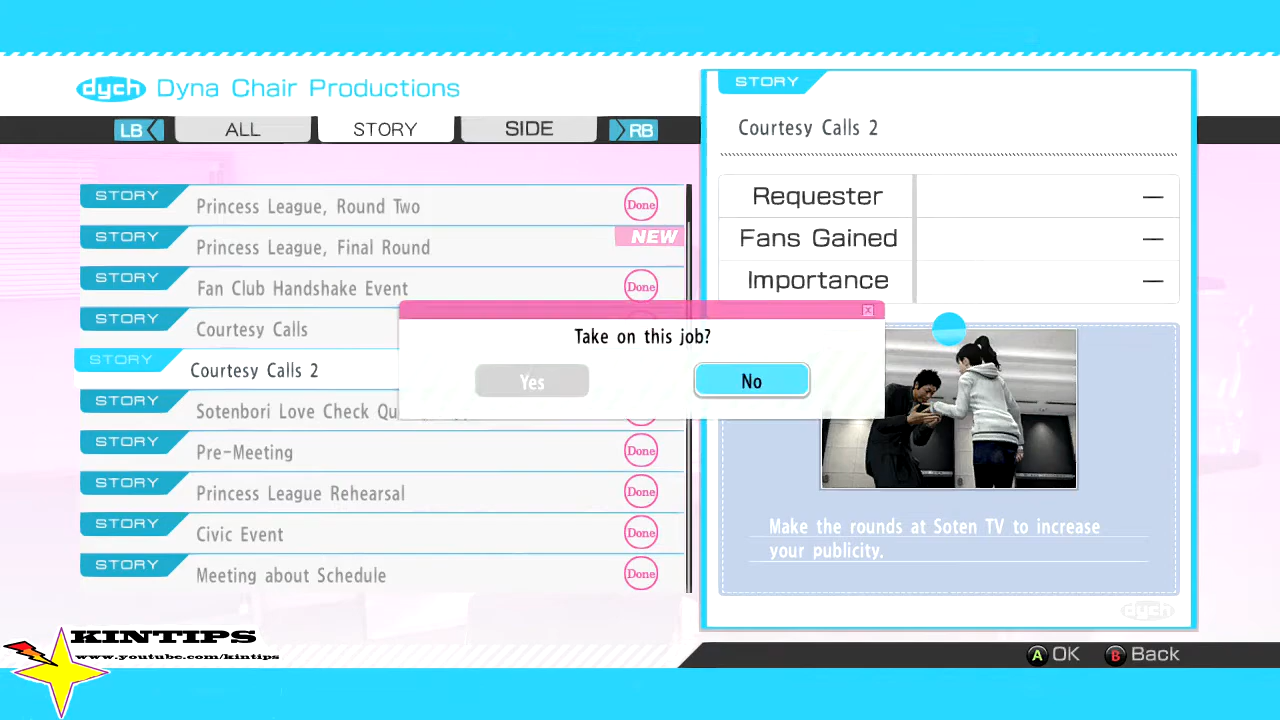 dych Dyna Chair Productions
LB ALL STORY SIDE RB
STORY Princess League, Round Two Done
STORY Princess League, Final Round NEW
STORY Fan Club Handshake Event Done
STORY Courtesy Calls
STORY Courtesy Calls 2
STORY Sotenbori Love Check
STORY Pre-Meeting Done
STORY Princess League Rehearsal Done
STORY Civic Event Done
STORY Meeting about Schedule Done
Take on this job?
Yes No
STORY
Courtesy Calls 2
Requester —
Fans Gained —
Importance —
Make the rounds at Soten TV to increase
your publicity.
dych
A OK B Back
KINTIPS
www.youtube.com/kintips